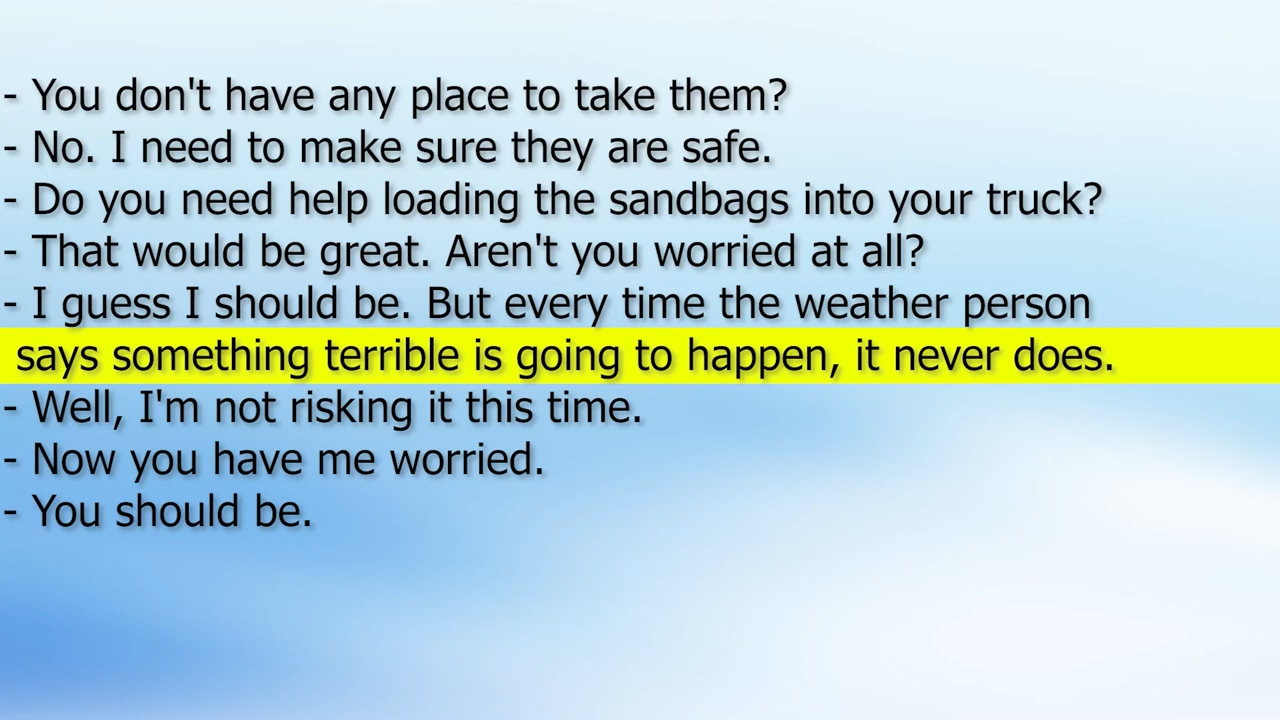 - You don't have any place to take them?
- No. I need to make sure they are safe.
- Do you need help loading the sandbags into your truck?
- That would be great. Aren't you worried at all?
- I guess I should be. But every time the weather person
says something terrible is going to happen, it never does.
- Well, I'm not risking it this time.
- Now you have me worried.
- You should be.